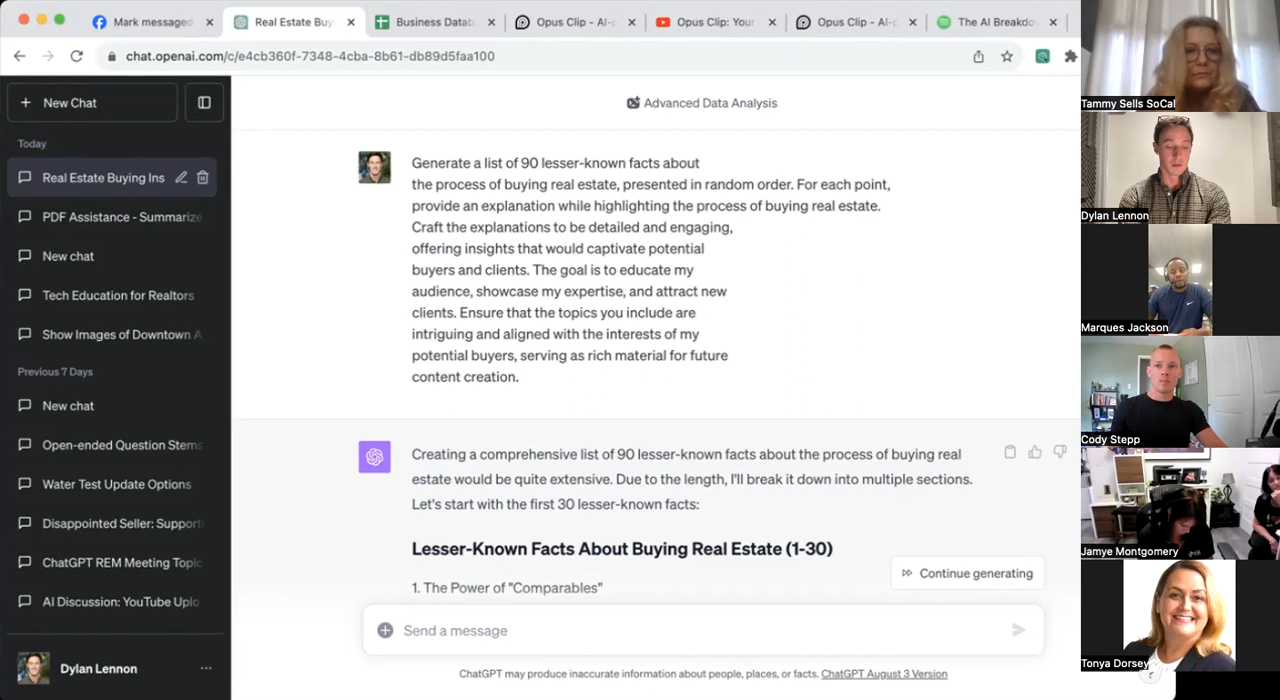 Mark messaged
Real Estate Buy
Business Datab
Opus Clip - AI-p
Opus Clip: You
Opus Clip - AI-p
The AI Breakdo
chat.openai.com/c/e4cb360f-7348-4cba-8b61-db89d5faa100
New Chat
Today
Real Estate Buying Ins
PDF Assistance - Summarize
New chat
Tech Education for Realtors
Show Images of Downtown A
Previous 7 Days
New chat
Open-ended Question Stems
Water Test Update Options
Disappointed Seller: Support
ChatGPT REM Meeting Topic
AI Discussion: YouTube Uplo
Dylan Lennon
Advanced Data Analysis
Generate a list of 90 lesser-known facts about
the process of buying real estate, presented in random order. For each point,
provide an explanation while highlighting the process of buying real estate.
Craft the explanations to be detailed and engaging,
offering insights that would captivate potential
buyers and clients. The goal is to educate my
audience, showcase my expertise, and attract new
clients. Ensure that the topics you include are
intriguing and aligned with the interests of my
potential buyers, serving as rich material for future
content creation.
Creating a comprehensive list of 90 lesser-known facts about the process of buying real
estate would be quite extensive. Due to the length, I'll break it down into multiple sections.
Let's start with the first 30 lesser-known facts:
Lesser-Known Facts About Buying Real Estate (1-30)
1. The Power of "Comparables"
Continue generating
Send a message
ChatGPT may produce inaccurate information about people, places, or facts. ChatGPT August 3 Version
Tammy Sells SoCal
Dylan Lennon
Marques Jackson
Cody Stepp
Jamye Montgomery
Tonya Dorsey